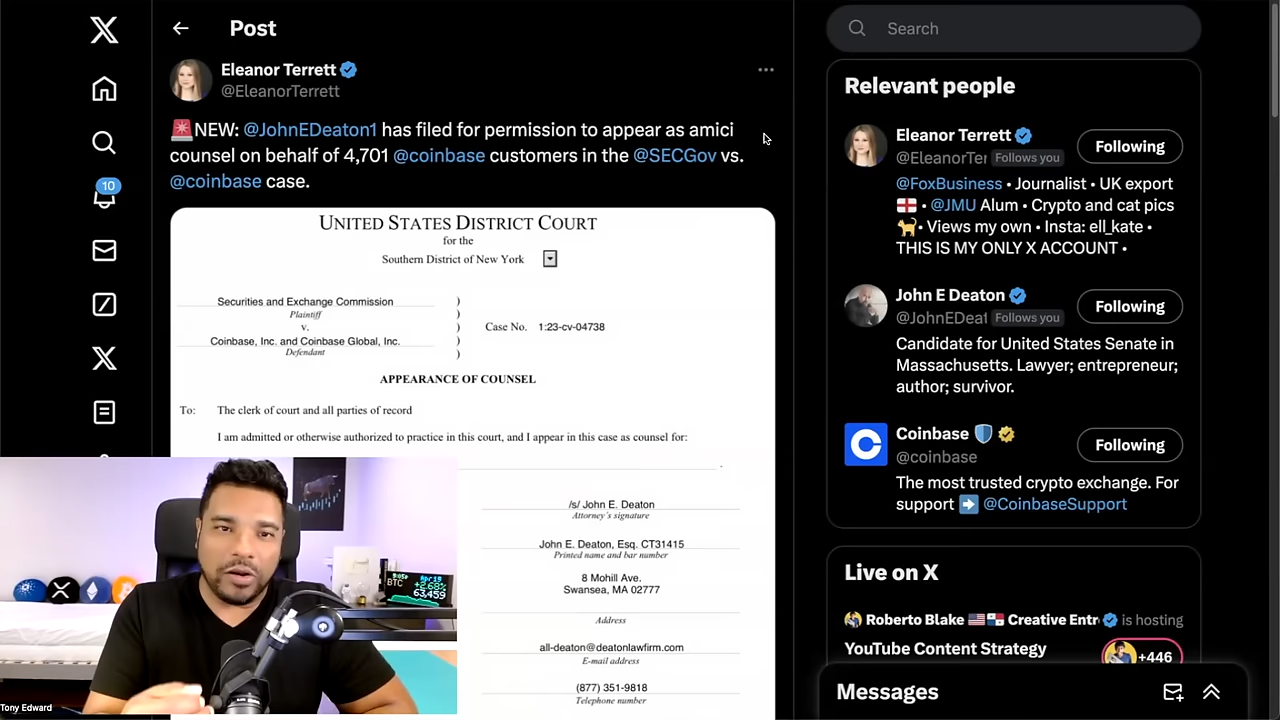 Post
Eleanor Terrett
@EleanorTerrett
NEW: @JohnEDeaton1 has filed for permission to appear as amici
counsel on behalf of 4,701 @coinbase customers in the @SECGov vs.
@coinbase case.
UNITED STATES DISTRICT COURT
for the
Southern District of New York
Securities and Exchange Commission )
Plaintiff )
v. ) Case No. 1:23-cv-04738
Coinbase, Inc. and Coinbase Global, Inc. )
Defendant )
APPEARANCE OF COUNSEL
To: The clerk of court and all parties of record
I am admitted or otherwise authorized to practice in this court, and I appear in this case as counsel for:
.
/s/ John E. Deaton
Attorney's signature
John E. Deaton, Esq. CT31415
Printed name and bar number
8 Mohill Ave.
Swansea, MA 02777
Address
all-deaton@deatonlawfirm.com
E-mail address
(877) 351-9818
Telephone number
10
BTC
+2.68%
63,459
Tony Edward
Search
Relevant people
Eleanor Terrett
@EleanorTer Follows you
Following
@FoxBusiness • Journalist • UK export
• @JMU Alum • Crypto and cat pics
• Views my own • Insta: ell_kate •
THIS IS MY ONLY X ACCOUNT •
John E Deaton
@JohnEDeat Follows you
Following
Candidate for United States Senate in
Massachusetts. Lawyer; entrepreneur;
author; survivor.
Coinbase
@coinbase
Following
The most trusted crypto exchange. For
support @CoinbaseSupport
Live on X
Roberto Blake Creative Entr is hosting
YouTube Content Strategy
+446
Messages